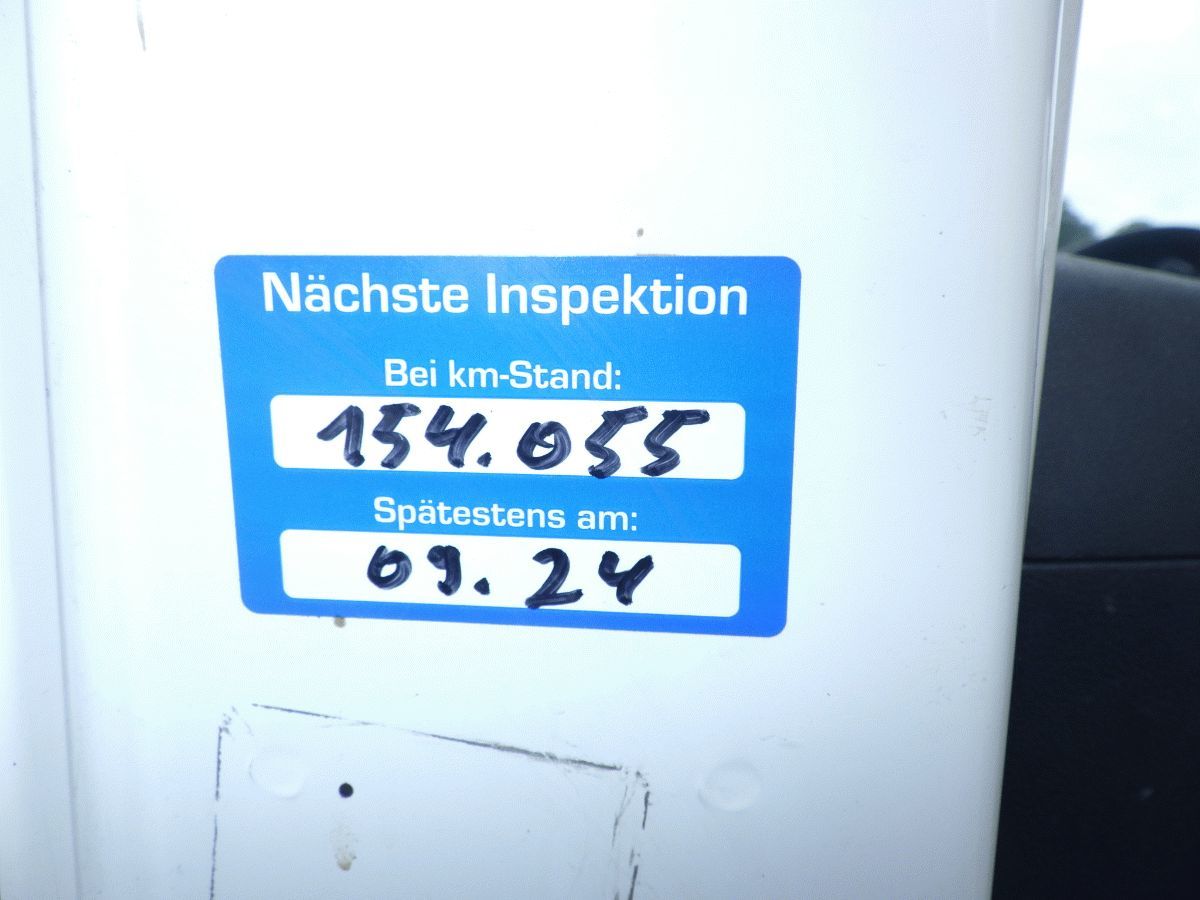 Nächste Inspektion
Bei km-Stand:
154.055
Spätestens am:
09.24